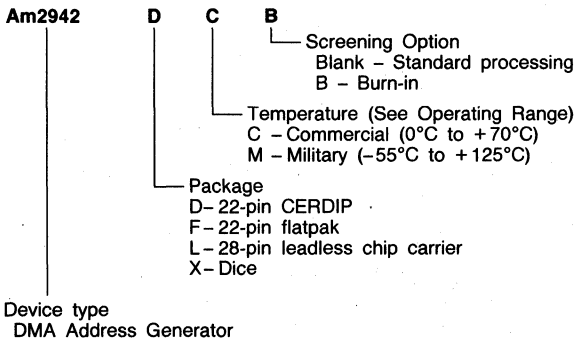 Am2942 D C B
Screening Option
Blank – Standard processing
B – Burn-in
Temperature (See Operating Range)
C – Commercial (0°C to +70°C)
M – Military (–55°C to +125°C)
Package
D – 22-pin CERDIP
F – 22-pin flatpak
L – 28-pin leadless chip carrier
X – Dice
Device type
DMA Address Generator